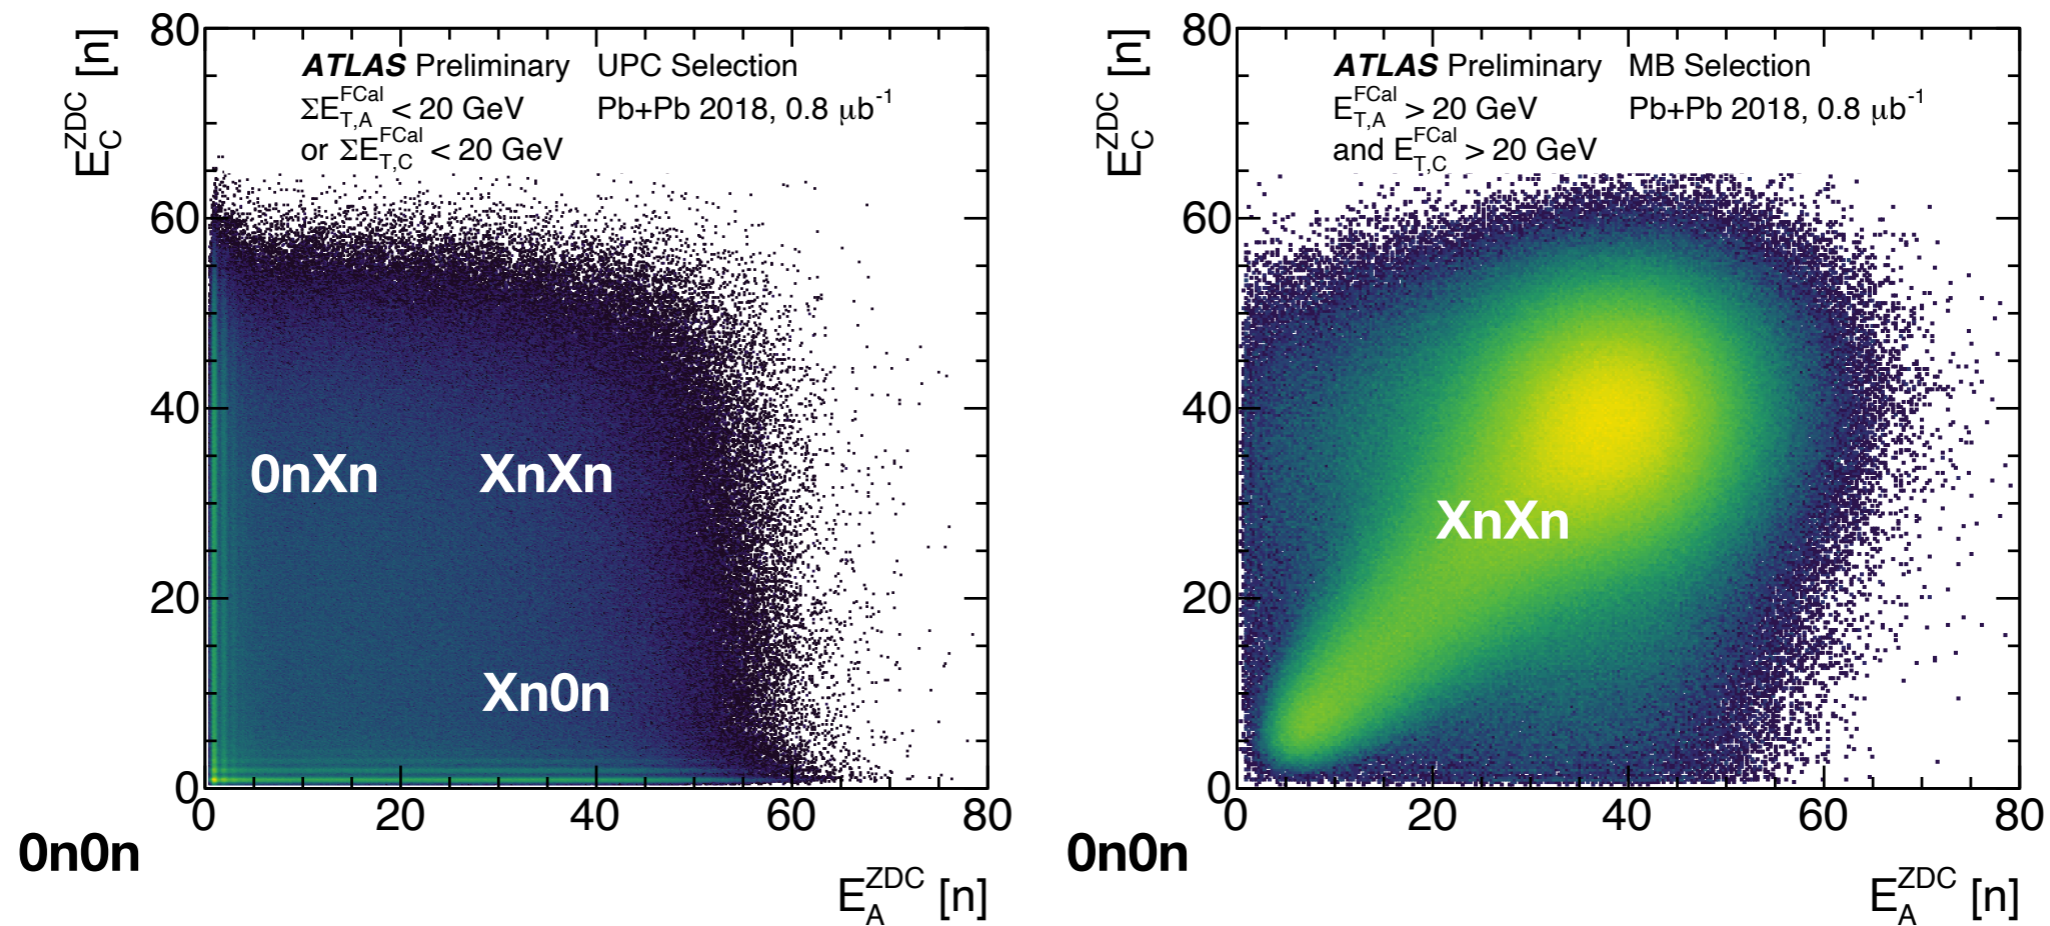 80
60
40
20
0
E_C^ZDC [n]
ATLAS Preliminary UPC Selection
ΣE_T,A^FCal < 20 GeV Pb+Pb 2018, 0.8 μb^-1
or ΣE_T,C^FCal < 20 GeV
0nXn XnXn
Xn0n
0 20 40 60 80
0n0n
E_A^ZDC [n]
80
60
40
20
0
E_C^ZDC [n]
ATLAS Preliminary MB Selection
E_T,A^FCal > 20 GeV Pb+Pb 2018, 0.8 μb^-1
and E_T,C^FCal > 20 GeV
XnXn
0 20 40 60 80
0n0n
E_A^ZDC [n]